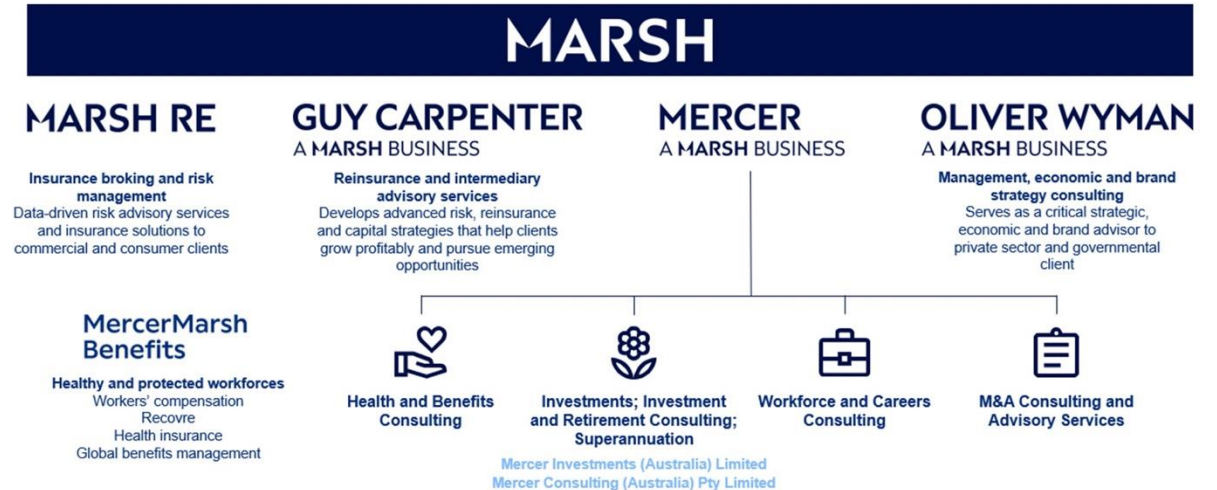 MARSH
MARSH RE
Insurance broking and risk
management
Data-driven risk advisory services
and insurance solutions to
commercial and consumer clients
GUY CARPENTER
A MARSH BUSINESS
Reinsurance and intermediary
advisory services
Develops advanced risk, reinsurance
and capital strategies that help clients
grow profitably and pursue emerging
opportunities
MERCER
A MARSH BUSINESS
OLIVER WYMAN
A MARSH BUSINESS
Management, economic and brand
strategy consulting
Serves as a critical strategic,
economic and brand advisor to
private sector and governmental
client
MercerMarsh
Benefits
Healthy and protected workforces
Workers' compensation
Recovre
Health insurance
Global benefits management
Health and Benefits
Consulting
Investments; Investment
and Retirement Consulting;
Superannuation
Mercer Investments (Australia) Limited
Mercer Consulting (Australia) Pty Limited
Workforce and Careers
Consulting
M&A Consulting and
Advisory Services